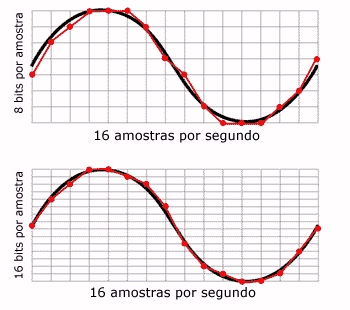 8 bits por amostra
16 amostras por segundo
16 bits por amostra
16 amostras por segundo